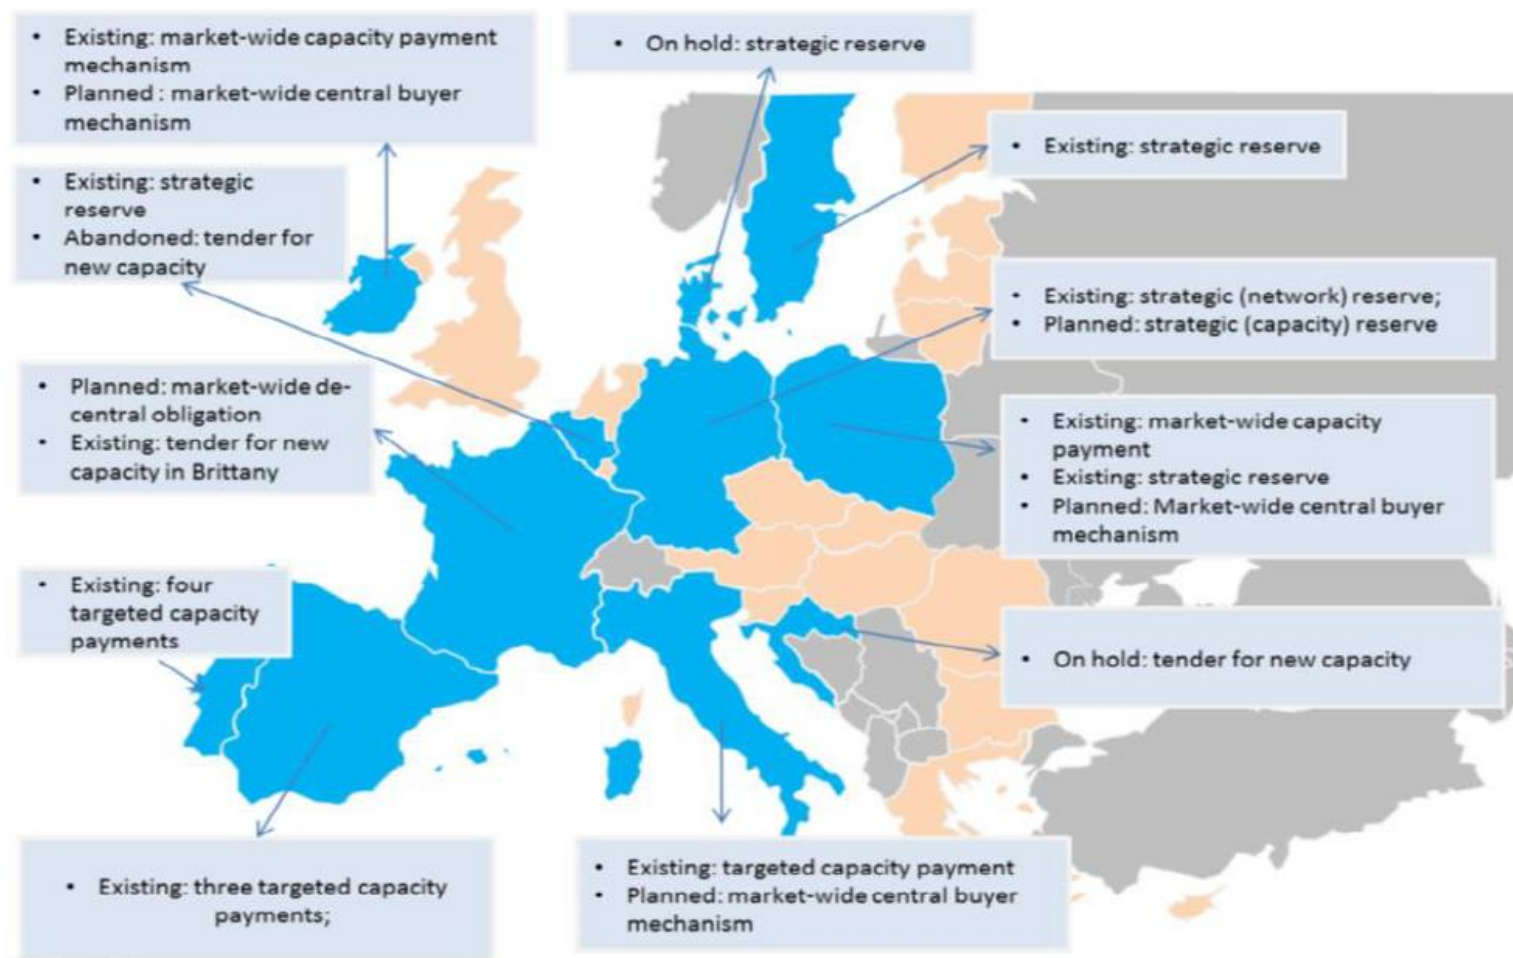 • Existing: market-wide capacity payment
mechanism
• Planned : market-wide central buyer
mechanism
• On hold: strategic reserve
• Existing: strategic reserve
• Existing: strategic
reserve
• Abandoned: tender for
new capacity
• Existing: strategic (network) reserve;
• Planned: strategic (capacity) reserve
• Planned: market-wide de-
central obligation
• Existing: tender for new
capacity in Brittany
• Existing: market-wide capacity
payment
• Existing: strategic reserve
• Planned: Market-wide central buyer
mechanism
• Existing: four
targeted capacity
payments
• On hold: tender for new capacity
• Existing: three targeted capacity
payments;
• Existing: targeted capacity payment
• Planned: market-wide central buyer
mechanism